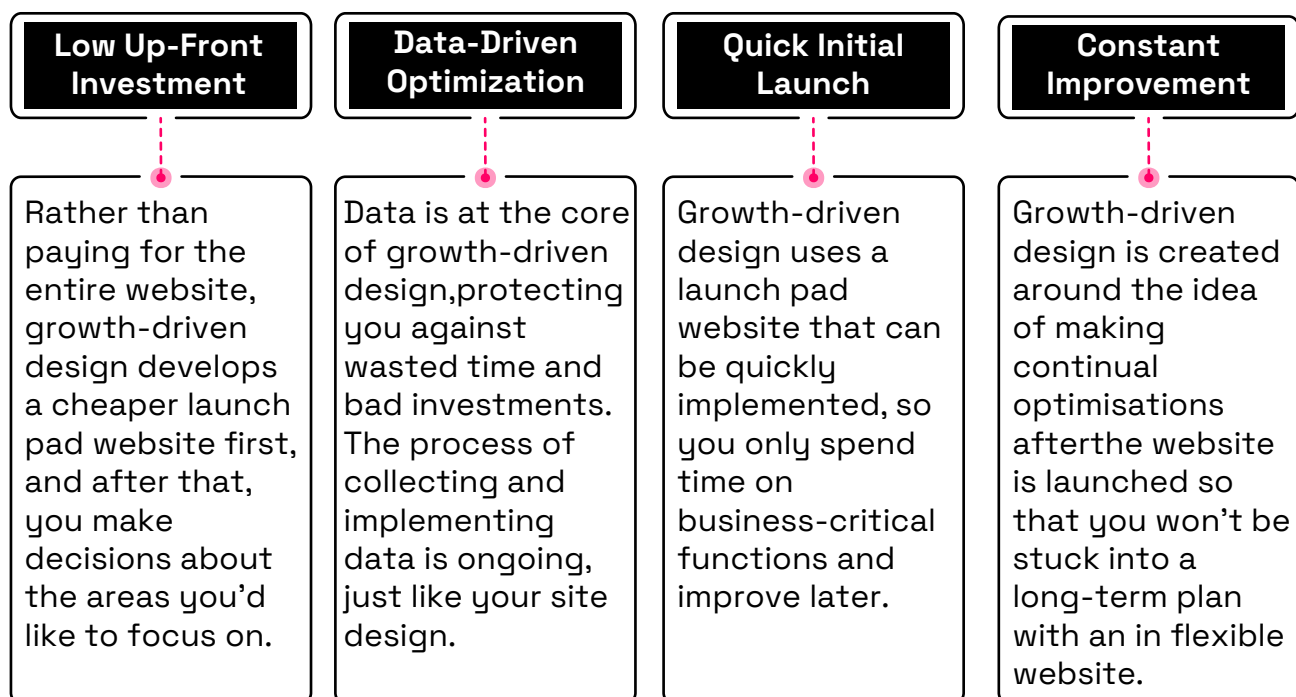 Low Up-Front
Investment
Rather than
paying for the
entire website,
growth-driven
design develops
a cheaper launch
pad website first,
and after that,
you make
decisions about
the areas you'd
like to focus on.
Data-Driven
Optimization
Data is at the core
of growth-driven
design,protecting
you against
wasted time and
bad investments.
The process of
collecting and
implementing
data is ongoing,
just like your site
design.
Quick Initial
Launch
Growth-driven
design uses a
launch pad
website that can
be quickly
implemented, so
you only spend
time on
business-critical
functions and
improve later.
Constant
Improvement
Growth-driven
design is created
around the idea
of making
continual
optimisations
afterthe website
is launched so
that you won't be
stuck into a
long-term plan
with an in flexible
website.